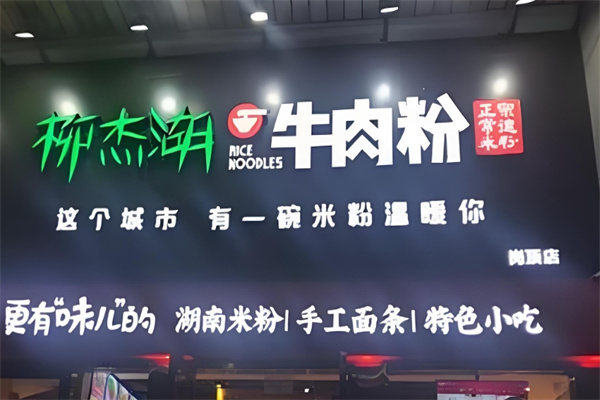 柳杰湖 牛肉粉
RICE
NOODLES
正常米粉
这个城市 有一碗米粉温暖你
岗顶店
更有“味儿”的 湖南米粉|手工面条|特色小吃